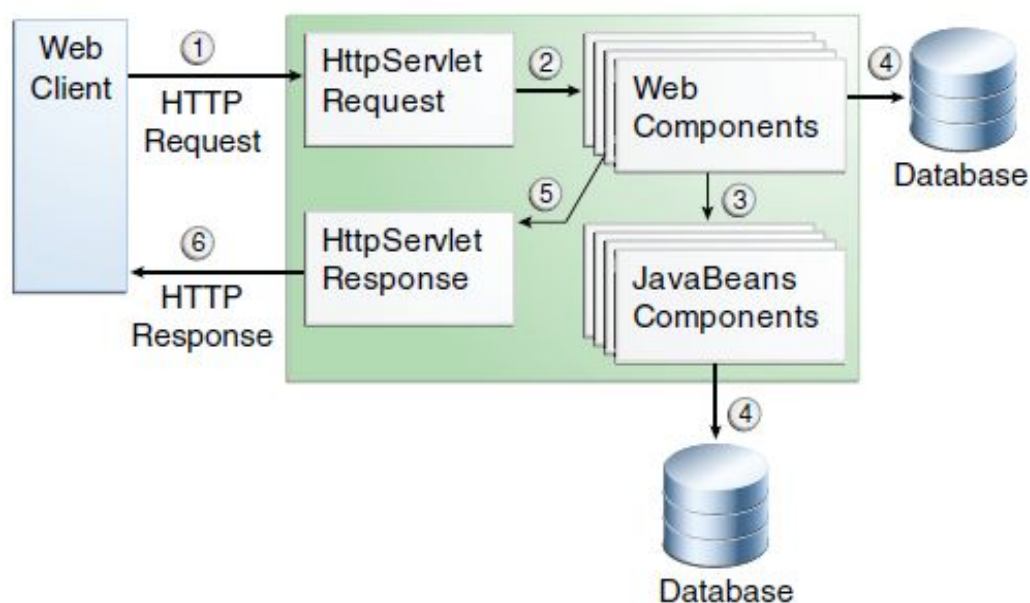 Web
Client
1
HTTP
Request
HttpServlet
Request
2
Web
Components
4
Database
3
5
HttpServlet
Response
6
HTTP
Response
JavaBeans
Components
4
Database